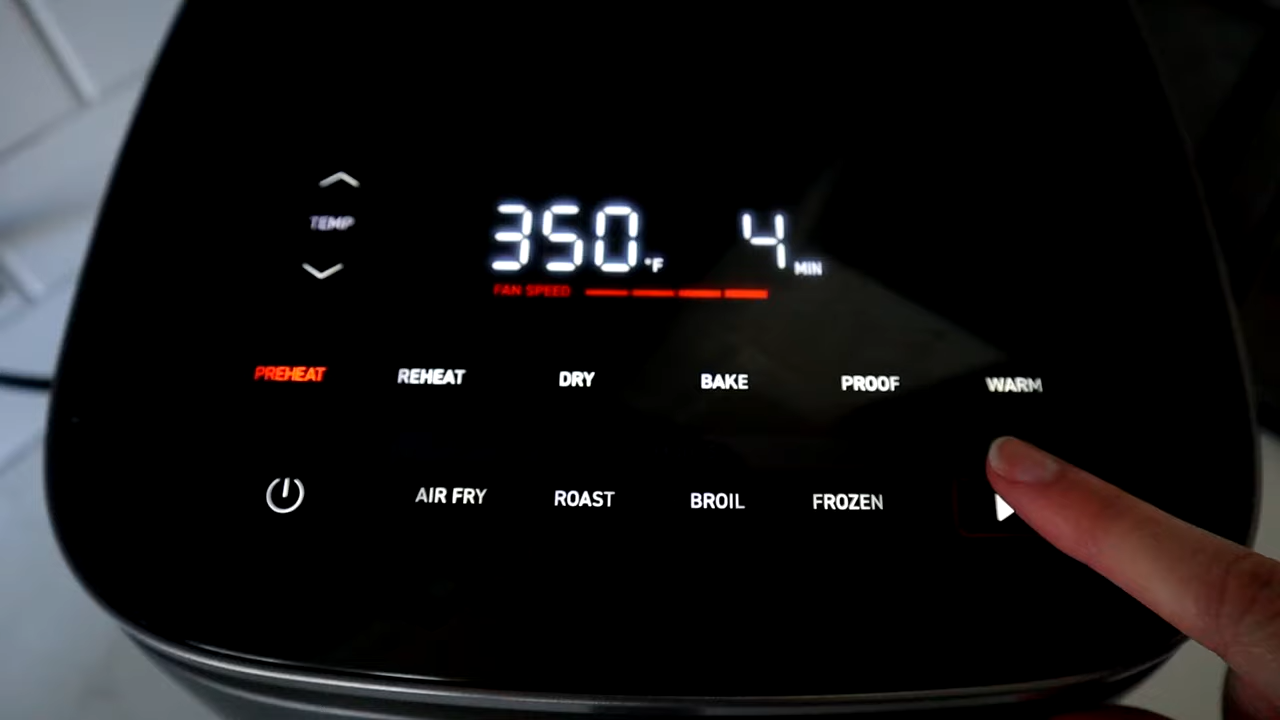 TEMP
350 °F 4 MIN
FAN SPEED
PREHEAT REHEAT DRY BAKE PROOF WARM
AIR FRY ROAST BROIL FROZEN